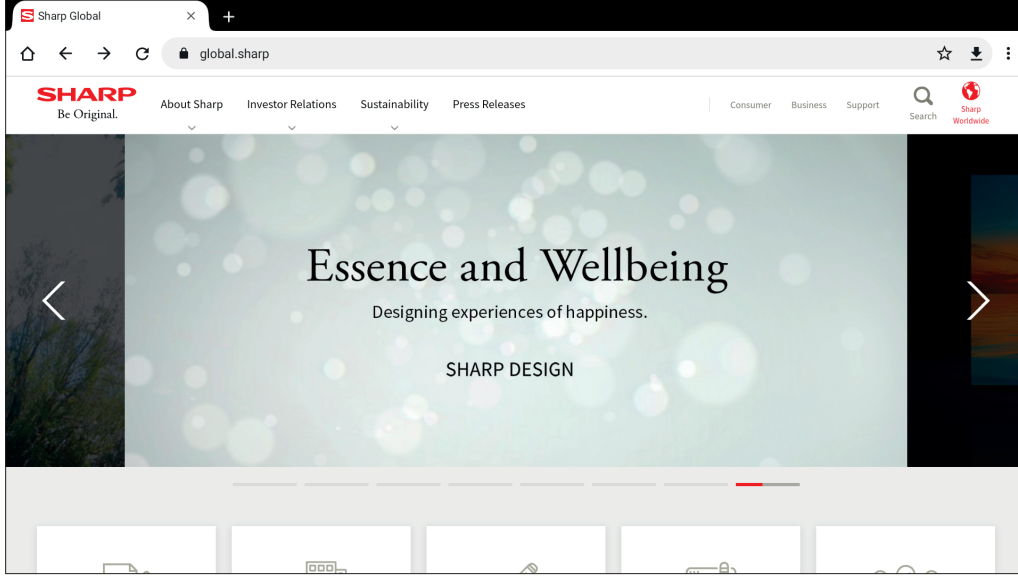 Sharp Global
global.sharp
SHARP
Be Original.
About Sharp Investor Relations Sustainability Press Releases
Consumer Business Support
Search
Sharp
Worldwide
Essence and Wellbeing
Designing experiences of happiness.
SHARP DESIGN